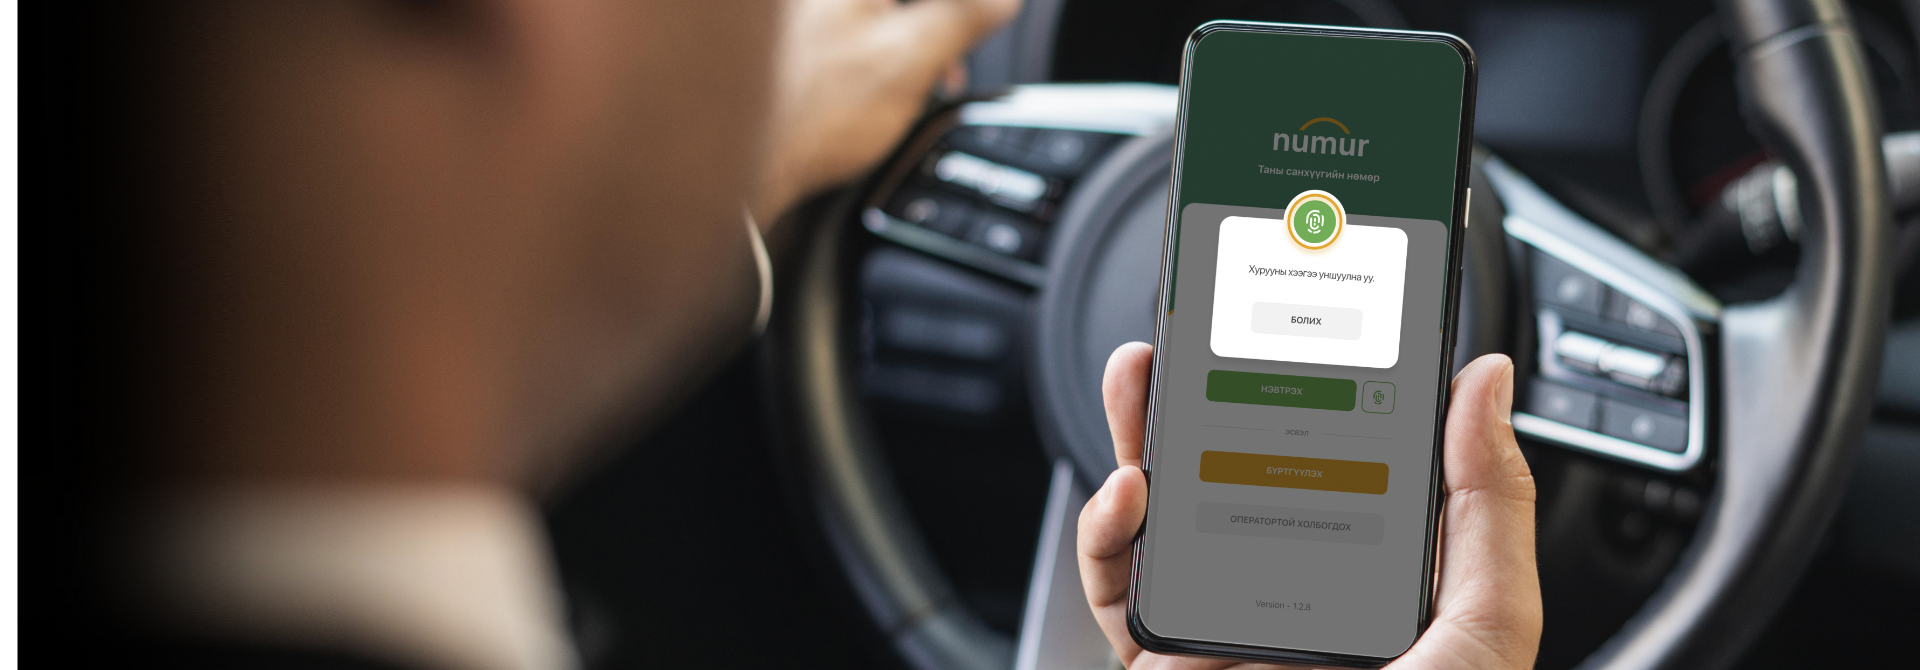 numur
Таны санхүүгийн нөмөр
Хурууны хээгээ уншуулна уу.
БОЛИХ
НЭВТРЭХ
эсвэл
БҮРТГҮҮЛЭХ
ОПЕРАТОРТОЙ ХОЛБОГДОХ
Version - 1.2.8